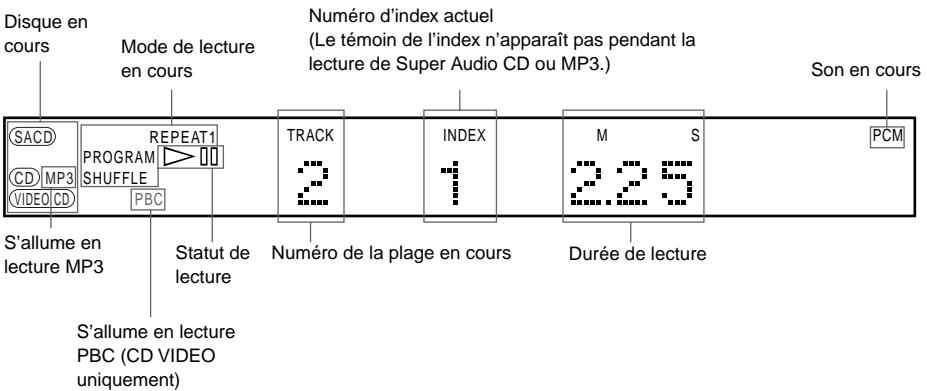 Disque en
cours
Mode de lecture
en cours
Numéro d'index actuel
(Le témoin de l'index n'apparaît pas pendant la
lecture de Super Audio CD ou MP3.)
Son en cours
SACD
REPEAT1
TRACK
INDEX
M
S
PCM
PROGRAM
CD MP3 SHUFFLE
VIDEO CD
PBC
2
1
2.25
S'allume en
lecture MP3
Statut de
lecture
Numéro de la plage en cours
Durée de lecture
S'allume en lecture
PBC (CD VIDEO
uniquement)